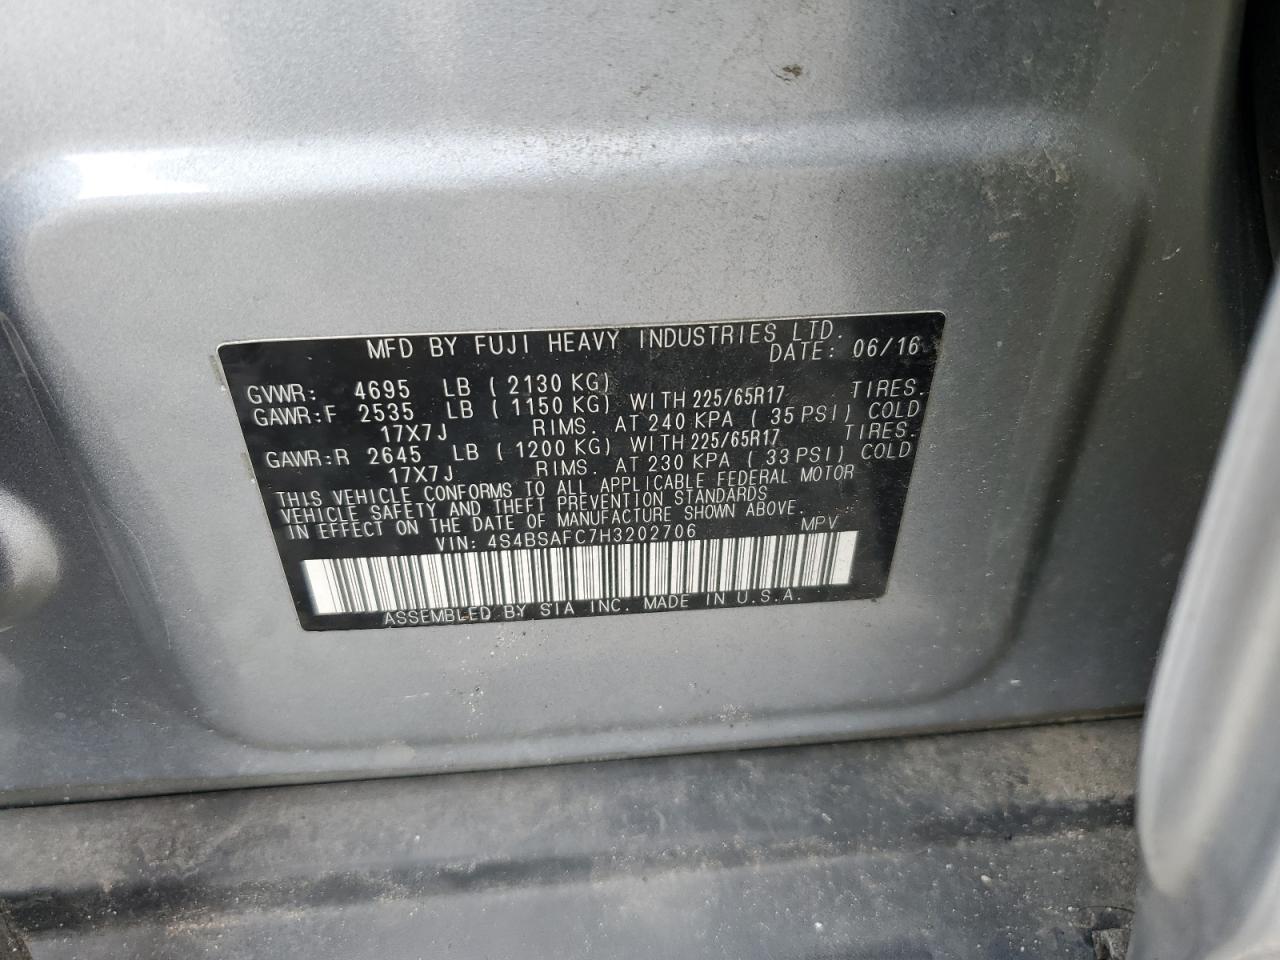 MFD BY FUJI HEAVY INDUSTRIES LTD.
DATE: 06/16
GVWR: 4695 LB (2130 KG)
GAWR:F 2535 LB (1150 KG) WITH 225/65R17 TIRES.
17X7J RIMS. AT 240 KPA (35 PSI) COLD
GAWR:R 2645 LB (1200 KG) WITH 225/65R17 TIRES.
17X7J RIMS. AT 230 KPA (33 PSI) COLD
THIS VEHICLE CONFORMS TO ALL APPLICABLE FEDERAL MOTOR
VEHICLE SAFETY AND THEFT PREVENTION STANDARDS
IN EFFECT ON THE DATE OF MANUFACTURE SHOWN ABOVE.
VIN: 4S4BSAFC7H3202706 MPV
ASSEMBLED BY SIA INC. MADE IN U.S.A.